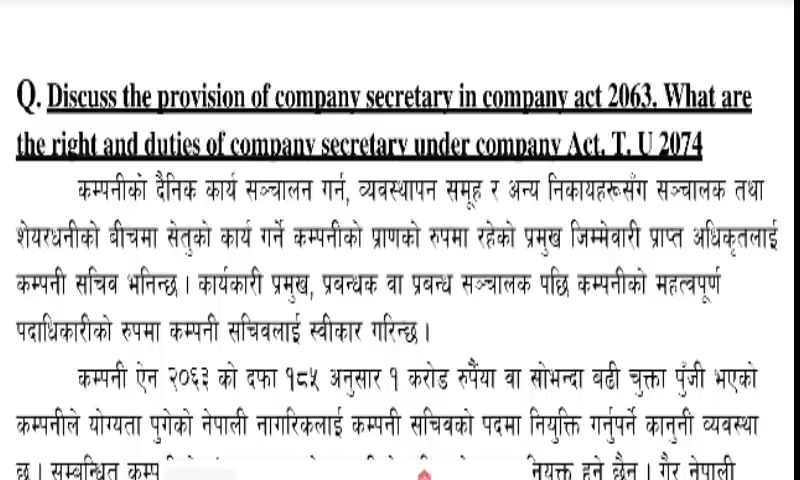 Q. Discuss the provision of company secretary in company act 2063. What are
the right and duties of company secretary under company Act. T. U 2074
कम्पनीको दैनिक कार्य सञ्चालन गर्न, व्यवस्थापन समूह र अन्य निकायहरूसँग सञ्चालक तथा
शेयरधनीको बीचमा सेतुको कार्य गर्ने कम्पनीको प्राणको रुपमा रहेको प्रमुख जिम्मेवारी प्राप्त अधिकृतलाई
कम्पनी सचिव भनिन्छ । कार्यकारी प्रमुख, प्रबन्धक वा प्रबन्ध सञ्चालक पछि कम्पनीको महत्वपूर्ण
पदाधिकारीको रुपमा कम्पनी सचिवलाई स्वीकार गरिन्छ ।
कम्पनी ऐन २०६३ को दफा १८५ अनुसार १ करोड रुपैँया वा सोभन्दा बढी चुक्ता पुँजी भएको
कम्पनीले योग्यता पुगेको नेपाली नागरिकलाई कम्पनी सचिवको पदमा नियुक्ति गर्नुपर्ने कानुनी व्यवस्था
छ । सम्बन्धित हुने छैन । गैर नेपाली